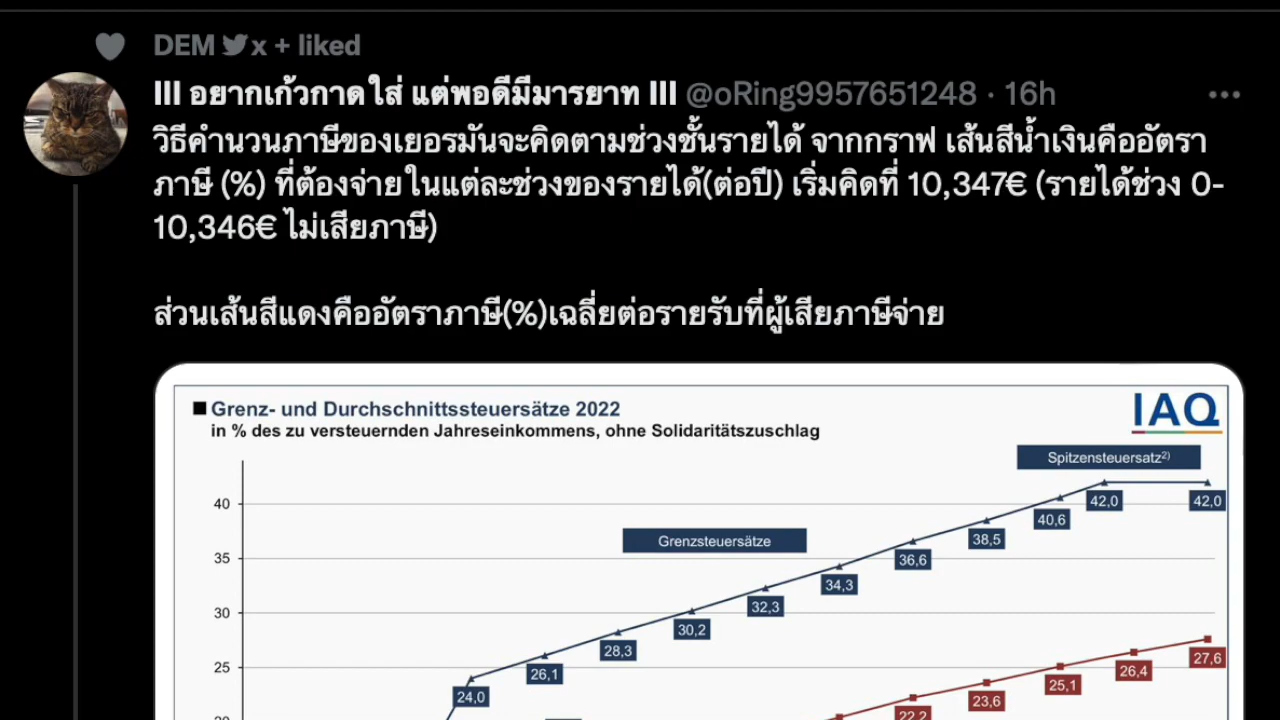 DEM x + liked
III อยากเก้วกาดใส่ แต่พอดีมีมารยาท III @oRing9957651248 · 16h
วิธีคำนวนภาษีของเยอรมันจะคิดตามช่วงชั้นรายได้ จากกราฟ เส้นสีน้ำเงินคืออัตรา
ภาษี (%) ที่ต้องจ่ายในแต่ละช่วงของรายได้(ต่อปี) เริ่มคิดที่ 10,347€ (รายได้ช่วง 0-
10,346€ ไม่เสียภาษี)
ส่วนเส้นสีแดงคืออัตราภาษี(%)เฉลี่ยต่อรายรับที่ผู้เสียภาษีจ่าย
Grenz- und Durchschnittssteuersätze 2022
IAQ
in % des zu versteuernden Jahreseinkommens, ohne Solidaritätszuschlag
Spitzensteuersatz2)
40
42,0
42,0
40,6
38,5
Grenzsteuersätze
36,6
35
34,3
32,3
30
30,2
28,3
27,6
26,4
25
26,1
25,1
24,0
23,6
22,2